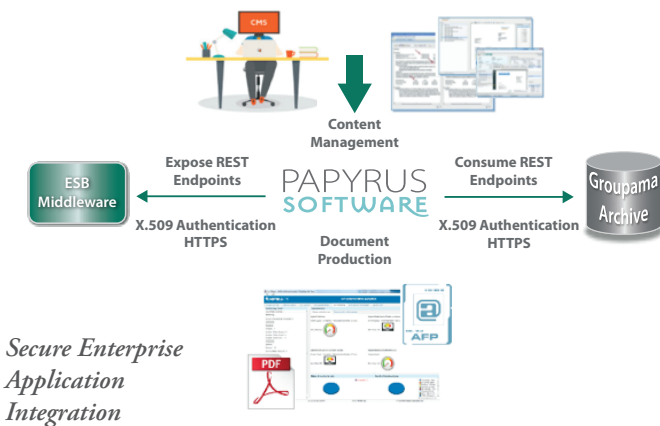 CMS
Content
Management
Expose REST
Endpoints
Consume REST
Endpoints
ESB
Middleware
PAPYRUS
SOFTWARE
Groupama
Archive
X.509 Authentication
HTTPS
X.509 Authentication
HTTPS
Document
Production
@
AFP
PDF
Secure Enterprise
Application
Integration